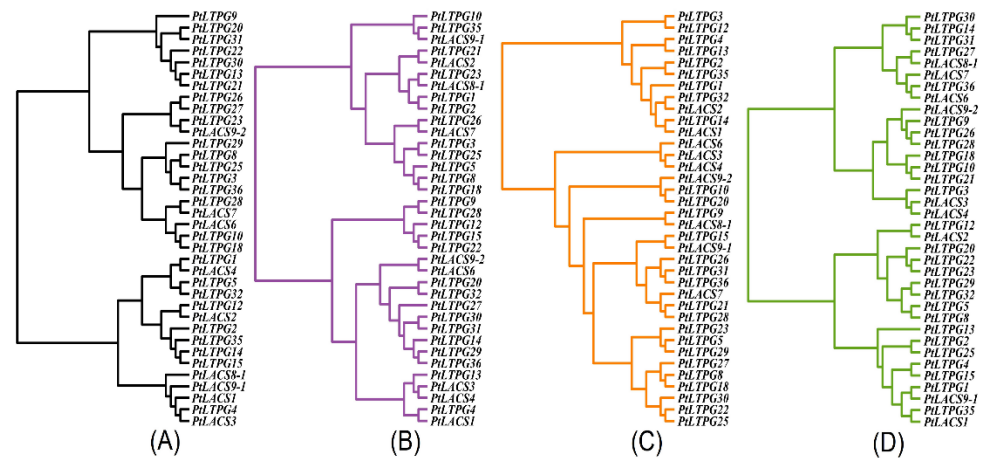 PtLTPG9
PtLTPG20
PtLTPG31
PtLTPG22
PtLTPG30
PtLTPG13
PtLTPG21
PtLTPG26
PtLTPG27
PtLTPG23
PtLACS9-2
PtLTPG29
PtLTPG8
PtLTPG25
PtLTPG3
PtLTPG36
PtLTPG28
PtLACS7
PtLACS6
PtLTPG10
PtLTPG18
PtLTPG1
PtLACS4
PtLTPG5
PtLTPG32
PtLTPG12
PtLACS2
PtLTPG2
PtLTPG35
PtLTPG14
PtLTPG15
PtLACS8-1
PtLACS9-1
PtLACS1
PtLTPG4
PtLACS3
(A)
PtLTPG10
PtLTPG35
PtLACS9-1
PtLTPG21
PtLACS2
PtLTPG23
PtLACS8-1
PtLTPG1
PtLTPG2
PtLTPG26
PtLACS7
PtLTPG3
PtLTPG25
PtLTPG5
PtLTPG8
PtLTPG18
PtLTPG9
PtLTPG28
PtLTPG12
PtLTPG15
PtLTPG22
PtLACS9-2
PtLACS6
PtLTPG20
PtLTPG32
PtLTPG27
PtLTPG30
PtLTPG31
PtLTPG14
PtLTPG29
PtLTPG36
PtLTPG13
PtLACS3
PtLACS4
PtLTPG4
PtLACS1
(B)
PtLTPG3
PtLTPG12
PtLTPG4
PtLTPG13
PtLTPG2
PtLTPG35
PtLTPG1
PtLTPG32
PtLACS2
PtLTPG14
PtLACS1
PtLACS6
PtLACS3
PtLACS4
PtLACS9-2
PtLTPG10
PtLTPG20
PtLTPG9
PtLACS8-1
PtLTPG15
PtLACS9-1
PtLTPG26
PtLTPG31
PtLTPG36
PtLACS7
PtLTPG21
PtLTPG28
PtLTPG23
PtLTPG5
PtLTPG29
PtLTPG27
PtLTPG8
PtLTPG18
PtLTPG30
PtLTPG22
PtLTPG25
(C)
PtLTPG30
PtLTPG14
PtLTPG31
PtLTPG27
PtLACS8-1
PtLACS7
PtLTPG36
PtLACS6
PtLACS9-2
PtLTPG9
PtLTPG26
PtLTPG28
PtLTPG18
PtLTPG10
PtLTPG21
PtLTPG3
PtLACS3
PtLACS4
PtLTPG12
PtLACS2
PtLTPG20
PtLTPG22
PtLTPG23
PtLTPG29
PtLTPG32
PtLTPG5
PtLTPG8
PtLTPG13
PtLTPG2
PtLTPG25
PtLTPG4
PtLTPG15
PtLTPG1
PtLACS9-1
PtLTPG35
PtLACS1
(D)